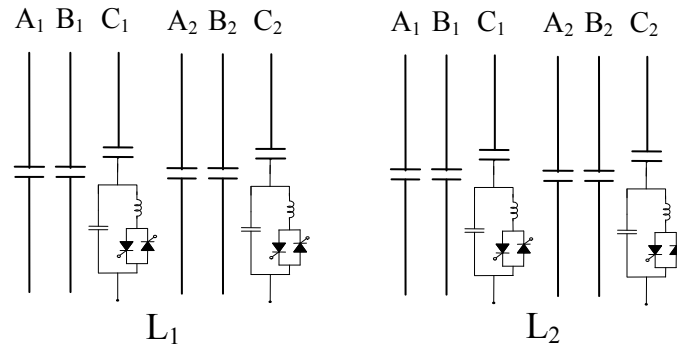 A₁ B₁ C₁ A₂ B₂ C₂ A₁ B₁ C₁ A₂ B₂ C₂
L₁ L₂